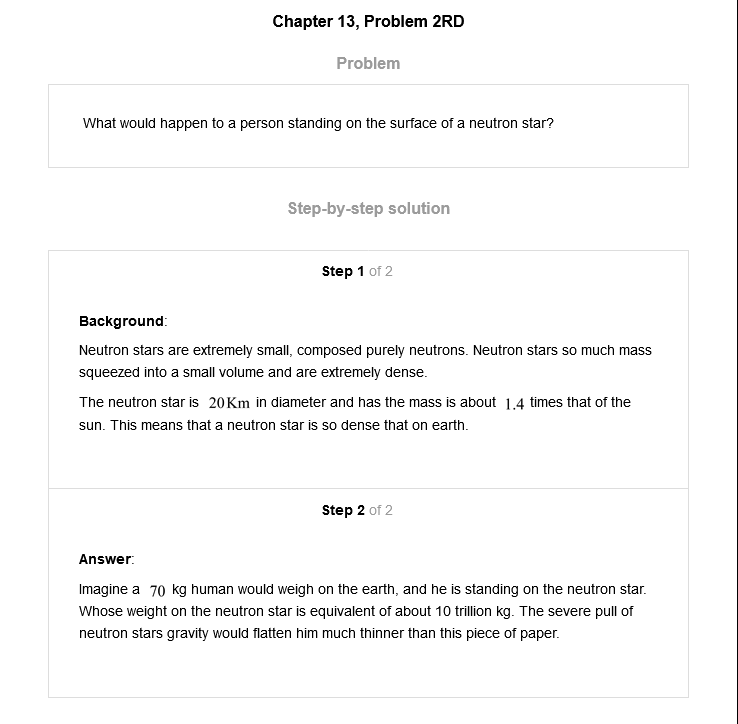 Chapter 13, Problem 2RD
Problem
What would happen to a person standing on the surface of a neutron star?
Step-by-step solution
Step 1 of 2
Background:
Neutron stars are extremely small, composed purely neutrons. Neutron stars so much mass
squeezed into a small volume and are extremely dense.
The neutron star is 20Km in diameter and has the mass is about 1.4 times that of the
sun. This means that a neutron star is so dense that on earth.
Step 2 of 2
Answer:
Imagine a 70 kg human would weigh on the earth, and he is standing on the neutron star.
Whose weight on the neutron star is equivalent of about 10 trillion kg. The severe pull of
neutron stars gravity would flatten him much thinner than this piece of paper.